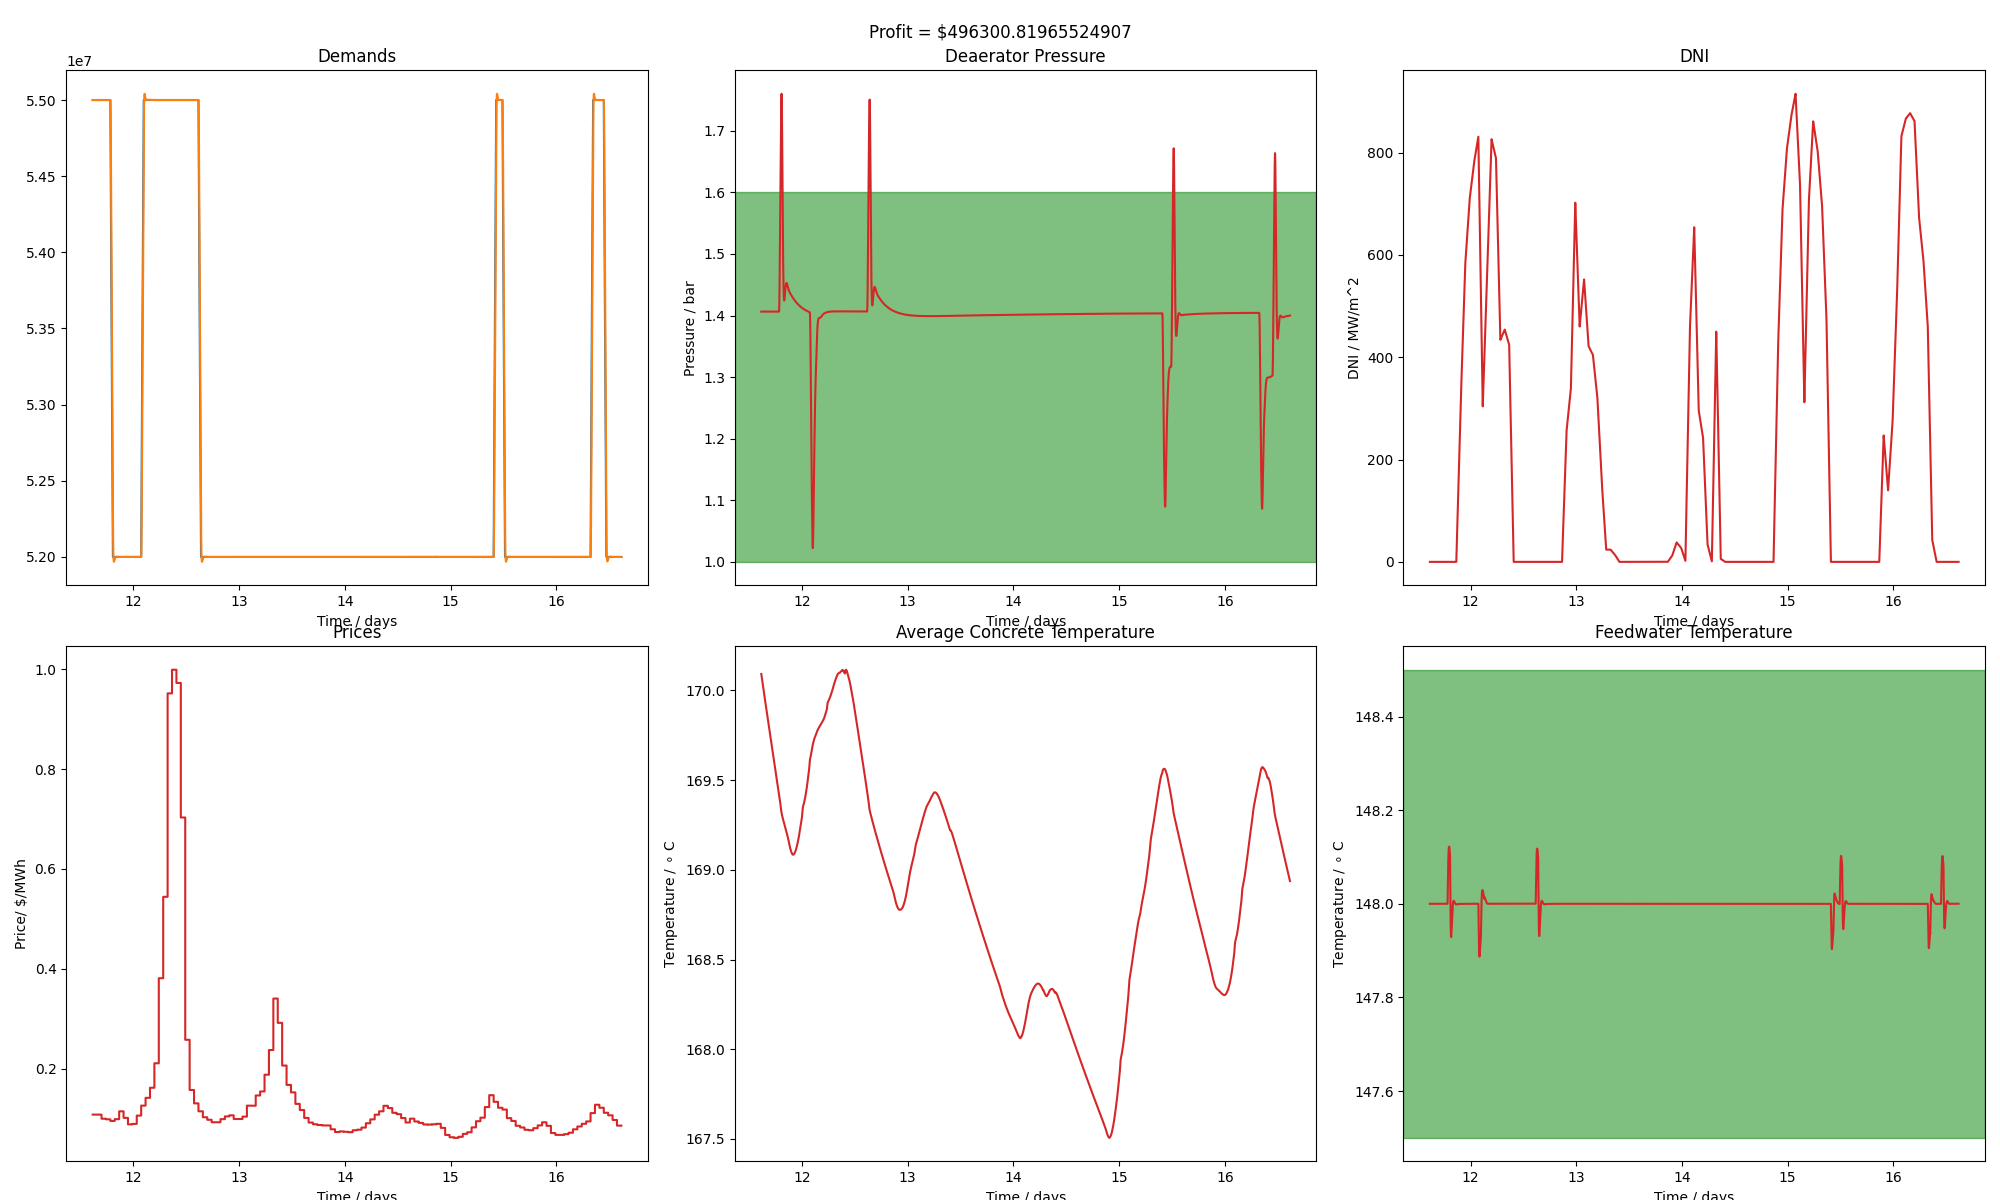 Profit = $496300.81965524907
Demands
1e7
5.50
5.45
5.40
5.35
5.30
5.25
5.20
12 13 14 15 16
Time / days
Deaerator Pressure
Pressure / bar
1.7
1.6
1.5
1.4
1.3
1.2
1.1
1.0
12 13 14 15 16
Time / days
DNI
DNI / MW/m^2
800
600
400
200
0
12 13 14 15 16
Time / days
Prices
Price/ $/MWh
1.0
0.8
0.6
0.4
0.2
12 13 14 15 16
Time / days
Average Concrete Temperature
Temperature / ∘ C
170.0
169.5
169.0
168.5
168.0
167.5
12 13 14 15 16
Time / days
Feedwater Temperature
Temperature / ∘ C
148.4
148.2
148.0
147.8
147.6
12 13 14 15 16
Time / days